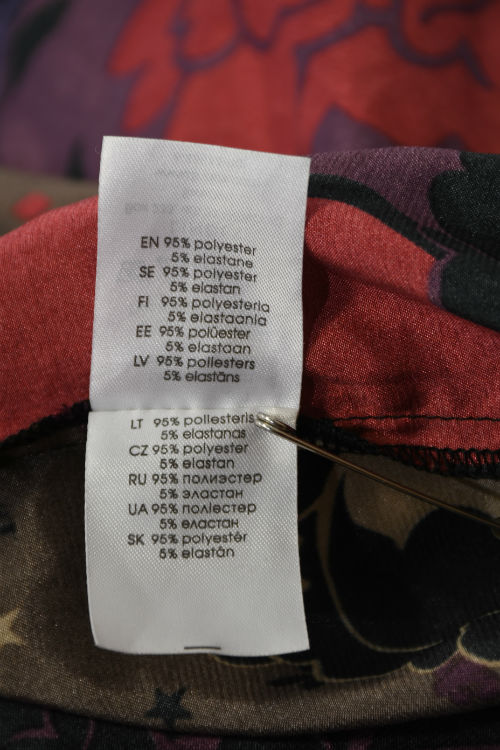 EN 95% polyester
5% elastane
SE 95% polyester
5% elastan
FI 95% polyesteria
5% elastaania
EE 95% polüester
5% elastaan
LV 95% poliesters
5% elastāns
LT 95% poliesteris
5% elastanas
CZ 95% polyester
5% elastan
RU 95% полиэстер
5% эластан
UA 95% поліестер
5% еластан
SK 95% polyestér
5% elastán